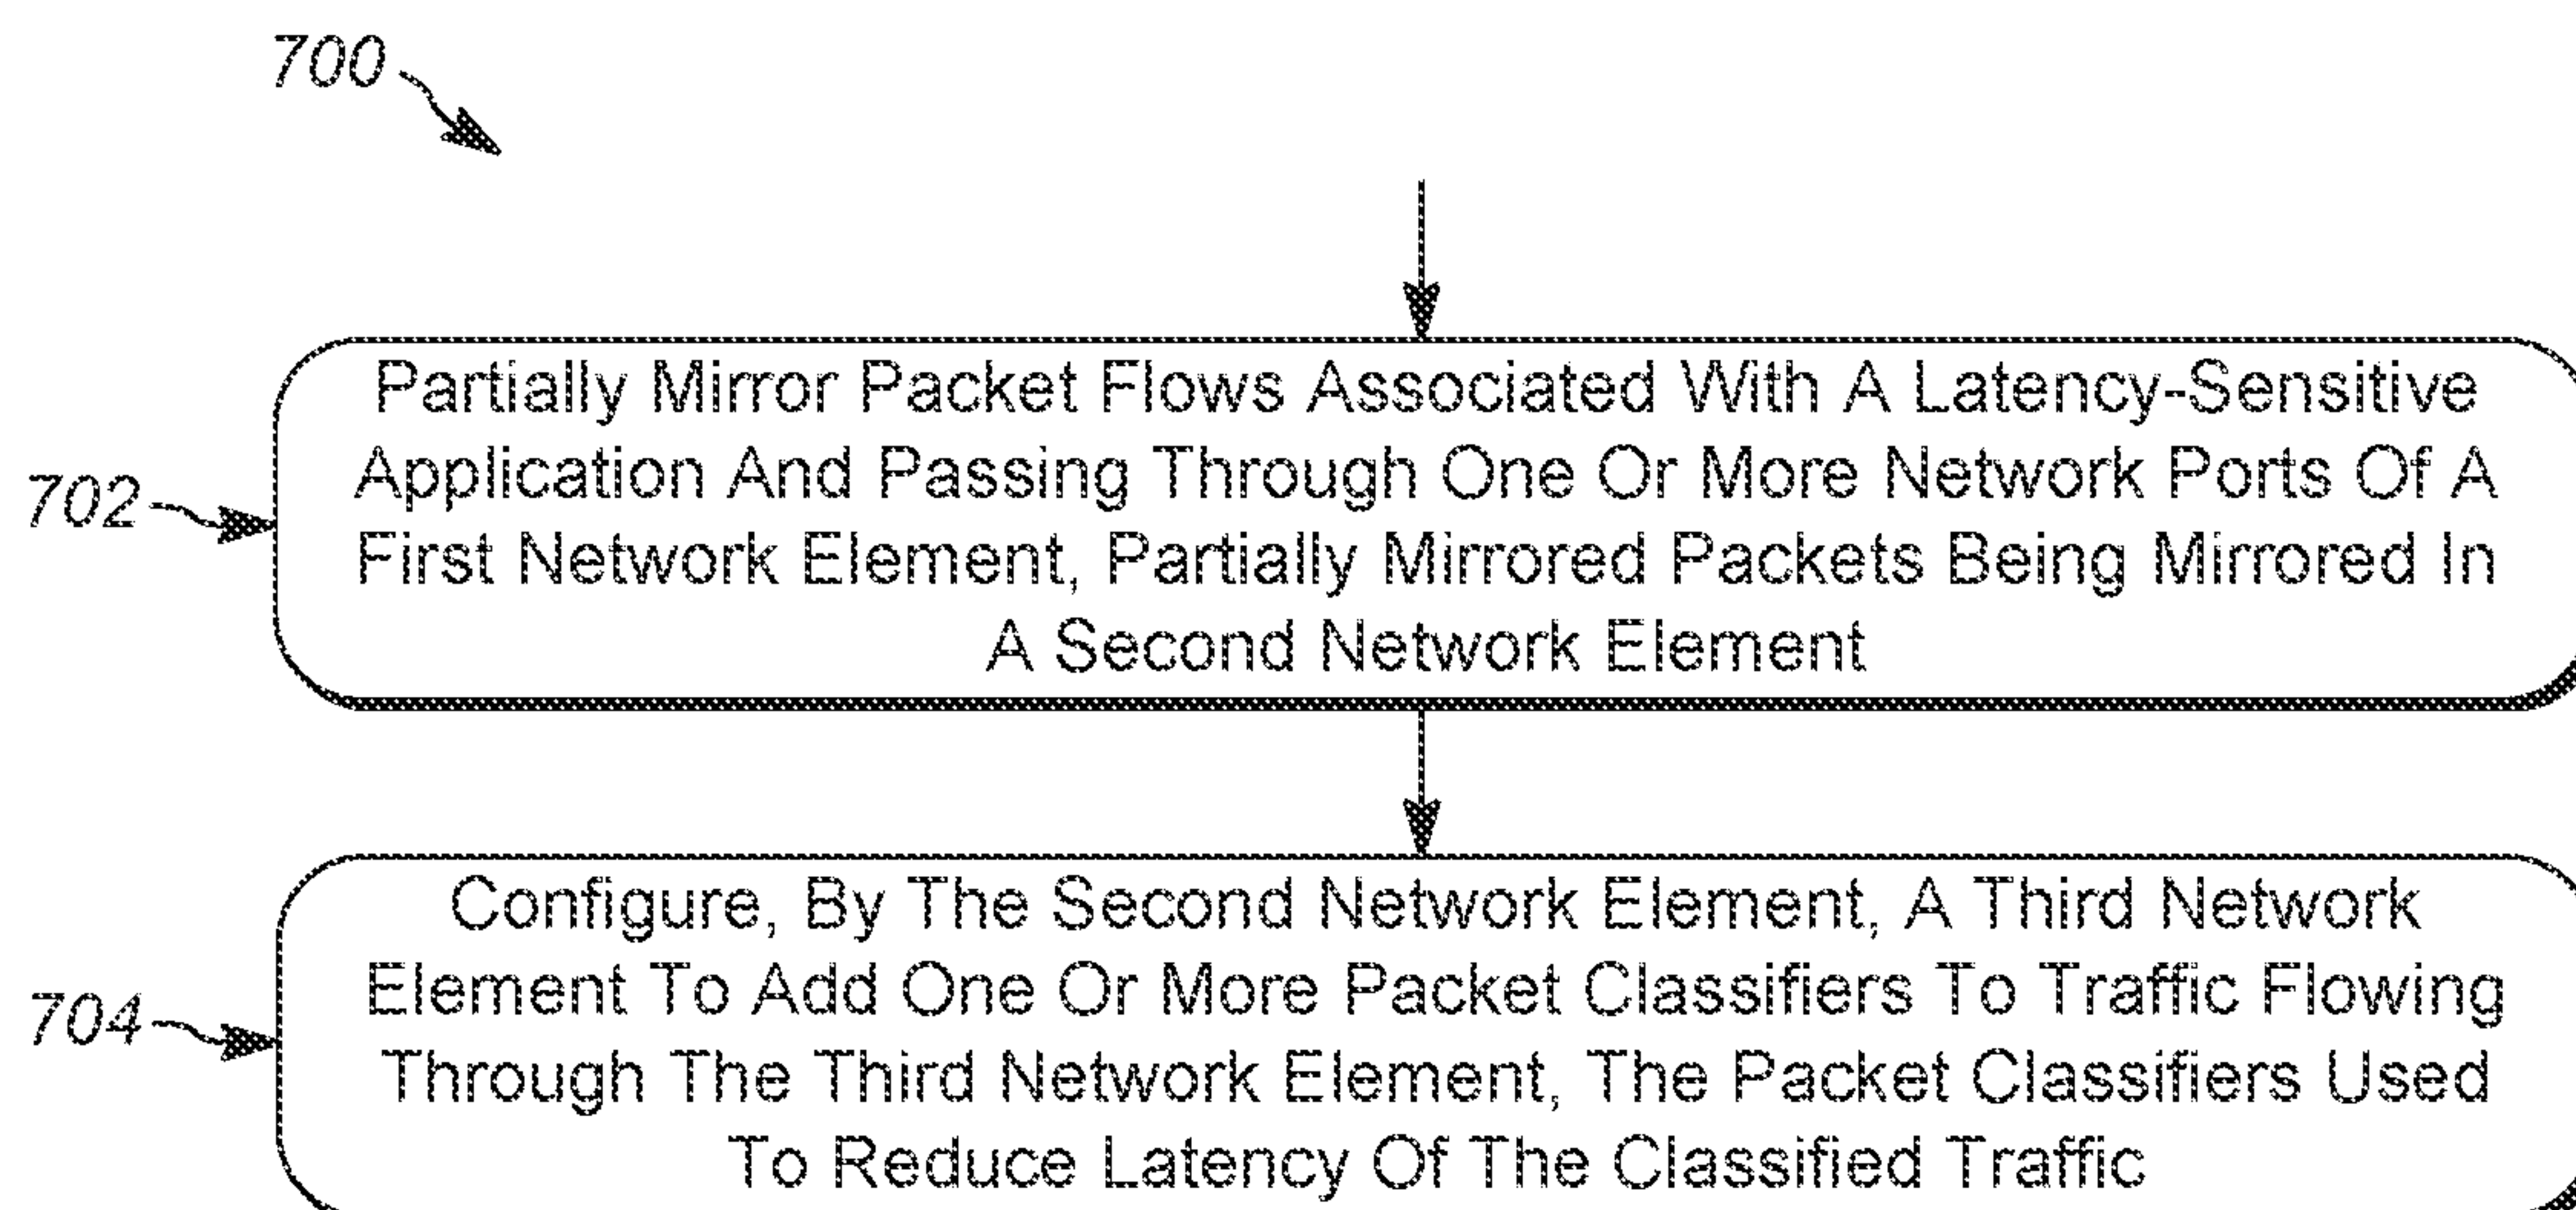 700
Partially Mirror Packet Flows Associated With A Latency-Sensitive
Application And Passing Through One Or More Network Ports Of A
702
First Network Element, Partially Mirrored Packets Being Mirrored In
A Second Network Element
Configure, By The Second Network Element, A Third Network
Element To Add One Or More Packet Classifiers To Traffic Flowing
704
Through The Third Network Element, The Packet Classifiers Used
To Reduce Latency Of The Classified Traffic